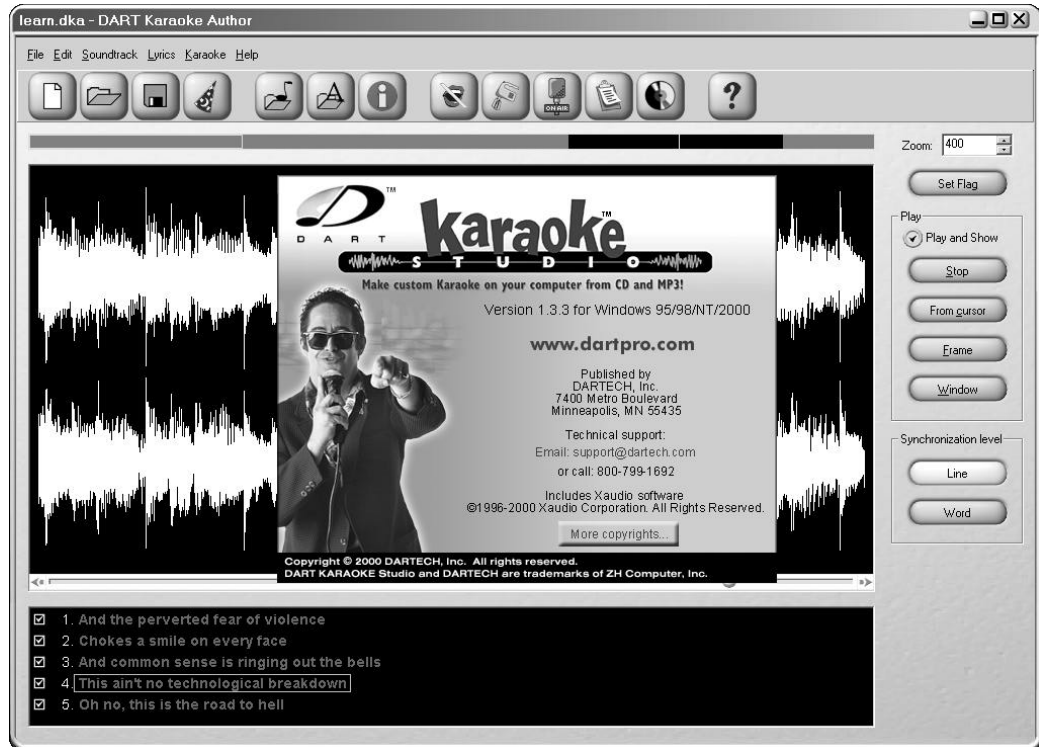 learn.dka - DART Karaoke Author
File Edit Soundtrack Lyrics Karaoke Help
ON AIR
?
Zoom: 400
Set Flag
Play
Play and Show
Stop
From cursor
Frame
Window
Synchronization level
Line
Word
TM
DART
karaoke™
STUDIO
Make custom Karaoke on your computer from CD and MP3!
Version 1.3.3 for Windows 95/98/NT/2000
www.dartpro.com
Published by
DARTECH, Inc.
7400 Metro Boulevard
Minneapolis, MN 55435
Technical support:
Email: support@dartech.com
or call: 800-799-1692
Includes Xaudio software
©1996-2000 Xaudio Corporation. All Rights Reserved.
More copyrights...
Copyright © 2000 DARTECH, Inc. All rights reserved.
DART KARAOKE Studio and DARTECH are trademarks of ZH Computer, Inc.
1. And the perverted fear of violence
2. Chokes a smile on every face
3. And common sense is ringing out the bells
4. This ain't no technological breakdown
5. Oh no, this is the road to hell